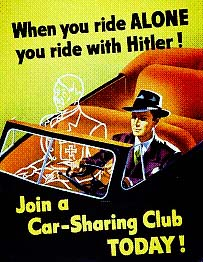 When you ride ALONE
you ride with Hitler !
Join a
Car-Sharing Club
TODAY !